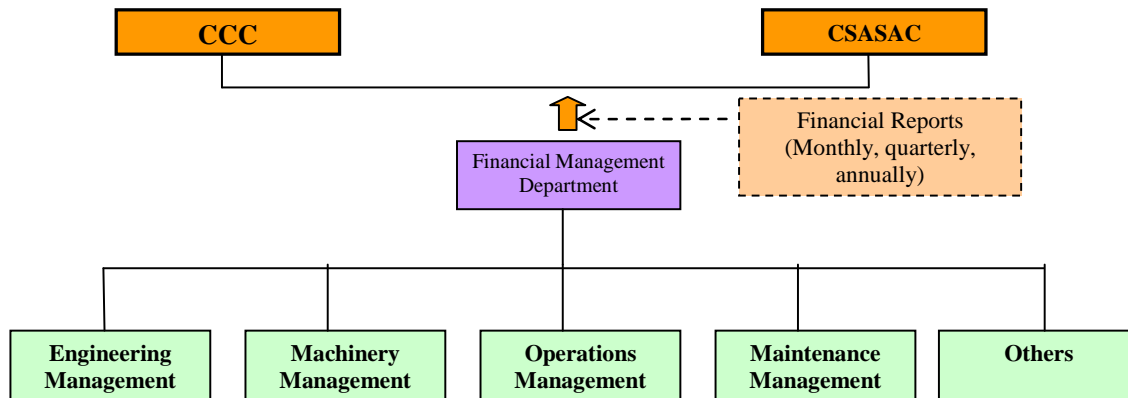 CCC
CSASAC
Financial Reports
(Monthly, quarterly,
annually)
Financial Management
Department
Engineering
Management
Machinery
Management
Operations
Management
Maintenance
Management
Others